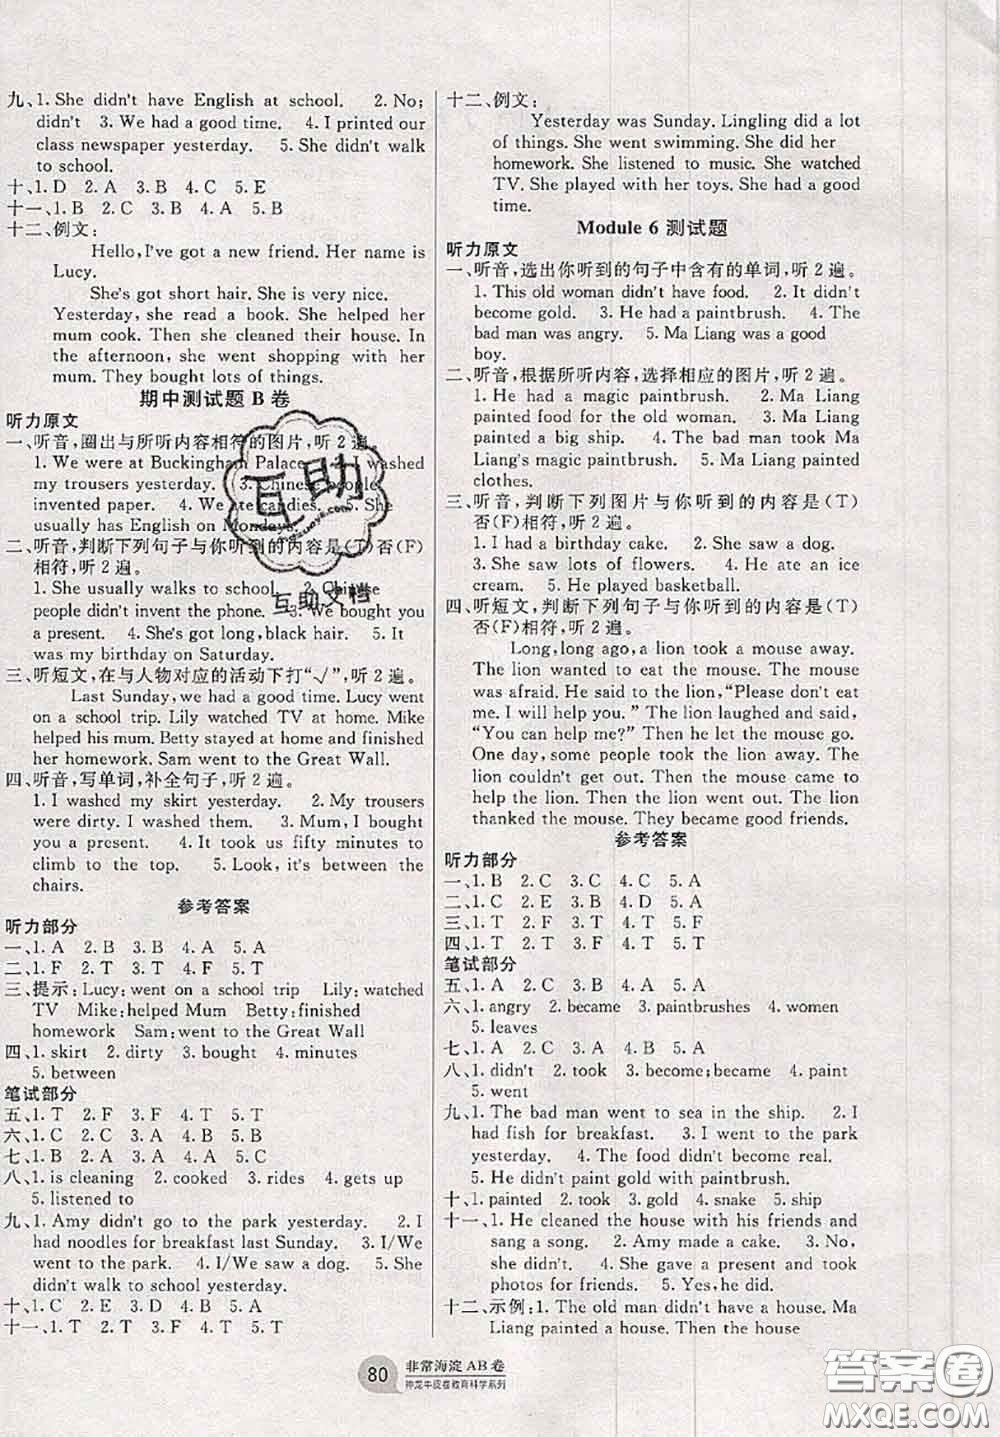 九、1. She didn't have English at school. 2. No;
didn't 3. We had a good time. 4. I printed our
class newspaper yesterday. 5. She didn't walk
to school.
十、1. D 2. A 3. B 4. C 5. E
十一、1. B 2. C 3. B 4. A 5. B
十二、例文：
Hello, I've got a new friend. Her name is
Lucy.
She's got short hair. She is very nice.
Yesterday, she read a book. She helped her
mum cook. Then she cleaned their house. In
the afternoon, she went shopping with her
mum. They bought lots of things.
期中测试题 B 卷
听力原文
一、听音，圈出与所听内容相符的图片，听 2 遍。
1. We were at Buckingham Palace. 2. I washed
my trousers yesterday. 3. Chinese people
invented paper. 4. We ate candies. 5. She
usually has English on Mondays.
二、听音，判断下列句子与你听到的内容是(T)否(F)
相符，听 2 遍。
1. She usually walks to school. 2. Chinese
people didn't invent the phone. 3. We bought you
a present. 4. She's got long, black hair. 5. It
was my birthday on Saturday.
三、听短文，在与人物对应的活动下打“√”，听 2 遍。
Last Sunday, we had a good time. Lucy went
on a school trip. Lily watched TV at home. Mike
helped his mum. Betty stayed at home and finished
her homework. Sam went to the Great Wall.
四、听音，写单词，补全句子，听 2 遍。
1. I washed my skirt yesterday. 2. My trousers
were dirty. I washed them. 3. Mum, I bought
you a present. 4. It took us fifty minutes to
climb to the top. 5. Look, it's between the
chairs.
参考答案
听力部分
一、1. A 2. B 3. B 4. A 5. A
二、1. F 2. T 3. T 4. F 5. T
三、提示：Lucy: went on a school trip Lily: watched
TV Mike: helped Mum Betty: finished
homework Sam: went to the Great Wall
四、1. skirt 2. dirty 3. bought 4. minutes
5. between
笔试部分
五、1. T 2. F 3. F 4. T 5. T
六、1. C 2. C 3. A 4. B 5. B
七、1. B 2. B 3. A 4. A 5. C
八、1. is cleaning 2. cooked 3. rides 4. gets up
5. listened to
九、1. Amy didn't go to the park yesterday. 2. I
had noodles for breakfast last Sunday. 3. I/We
went to the park. 4. I/We saw a dog. 5. She
didn't walk to school yesterday.
十、1. C 2. E 3. D 4. B 5. A
十一、1. T 2. F 3. T 4. T 5. T
十二、例文：
Yesterday was Sunday. Lingling did a lot
of things. She went swimming. She did her
homework. She listened to music. She watched
TV. She played with her toys. She had a good
time.
Module 6 测试题
听力原文
一、听音，选出你听到的句子中含有的单词，听 2 遍。
1. This old woman didn't have food. 2. It didn't
become gold. 3. He had a paintbrush. 4. The
bad man was angry. 5. Ma Liang was a good
boy.
二、听音，根据所听内容，选择相应的图片，听 2 遍。
1. He had a magic paintbrush. 2. Ma Liang
painted food for the old woman. 3. Ma Liang
painted a big ship. 4. The bad man took Ma
Liang's magic paintbrush. 5. Ma Liang painted
clothes.
三、听音，判断下列图片与你听到的内容是(T)
否(F)相符，听 2 遍。
1. I had a birthday cake. 2. She saw a dog.
3. She saw lots of flowers. 4. He ate an ice
cream. 5. He played basketball.
四、听短文，判断下列句子与你听到的内容是(T)
否(F)相符，听 2 遍。
Long, long ago, a lion took a mouse away.
The lion wanted to eat the mouse. The mouse
was afraid. He said to the lion, “Please don't eat
me. I will help you.” The lion laughed and said,
“You can help me?” Then he let the mouse go.
One day, some people took the lion away. The
lion couldn't get out. Then the mouse came to
help the lion. Then the lion went out. The lion
thanked the mouse. They became good friends.
参考答案
听力部分
一、1. B 2. C 3. C 4. C 5. A
二、1. C 2. E 3. B 4. D 5. A
三、1. T 2. F 3. T 4. T 5. F
四、1. T 2. T 3. F 4. F 5. T
笔试部分
五、1. A 2. C 3. C 4. A 5. B
六、1. angry 2. became 3. paintbrushes 4. women
5. leaves
七、1. A 2. C 3. A 4. B 5. A
八、1. didn't 2. took 3. become; became 4. paint
5. went
九、1. The bad man went to sea in the ship. 2. I
had fish for breakfast. 3. I went to the park
yesterday. 4. The food didn't become real.
5. He didn't paint gold with paintbrush.
十、1. painted 2. took 3. gold 4. snake 5. ship
十一、1. He cleaned the house with his friends and
sang a song. 2. Amy made a cake. 3. No,
she didn't. 4. She gave a present and took
photos for friends. 5. Yes, he did.
十二、示例：1. The old man didn't have a house. Ma
Liang painted a house. 2. Then the house
80
非常海淀 AB 卷
神龙牛皮卷教育科学系列
互助
互助文档
答案圈
MXQE.COM